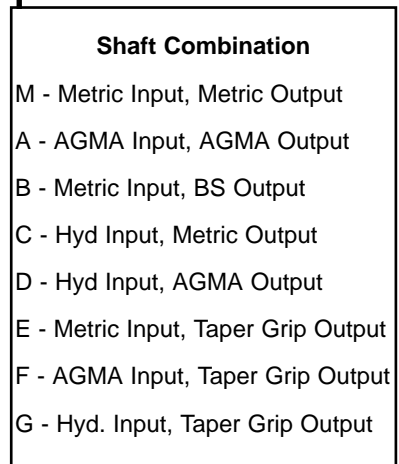 Shaft Combination
M - Metric Input, Metric Output
A - AGMA Input, AGMA Output
B - Metric Input, BS Output
C - Hyd Input, Metric Output
D - Hyd Input, AGMA Output
E - Metric Input, Taper Grip Output
F - AGMA Input, Taper Grip Output
G - Hyd. Input, Taper Grip Output